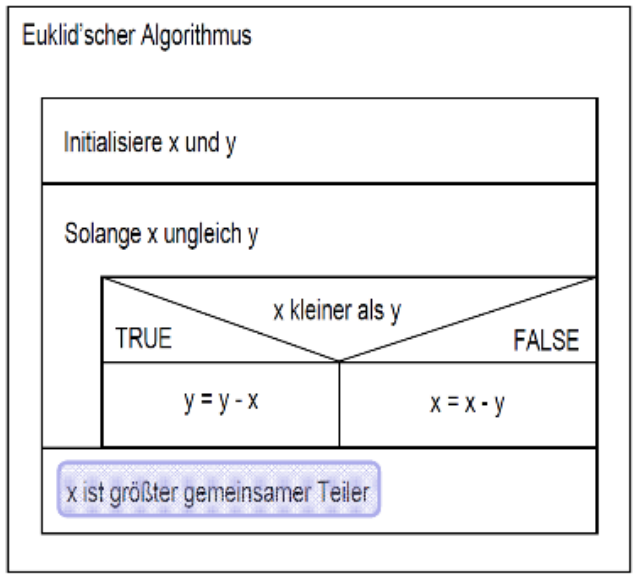 Euklid'scher Algorithmus
Initialisiere x und y
Solange x ungleich y
x kleiner als y
TRUE
FALSE
y = y - x
x = x - y
x ist größter gemeinsamer Teiler